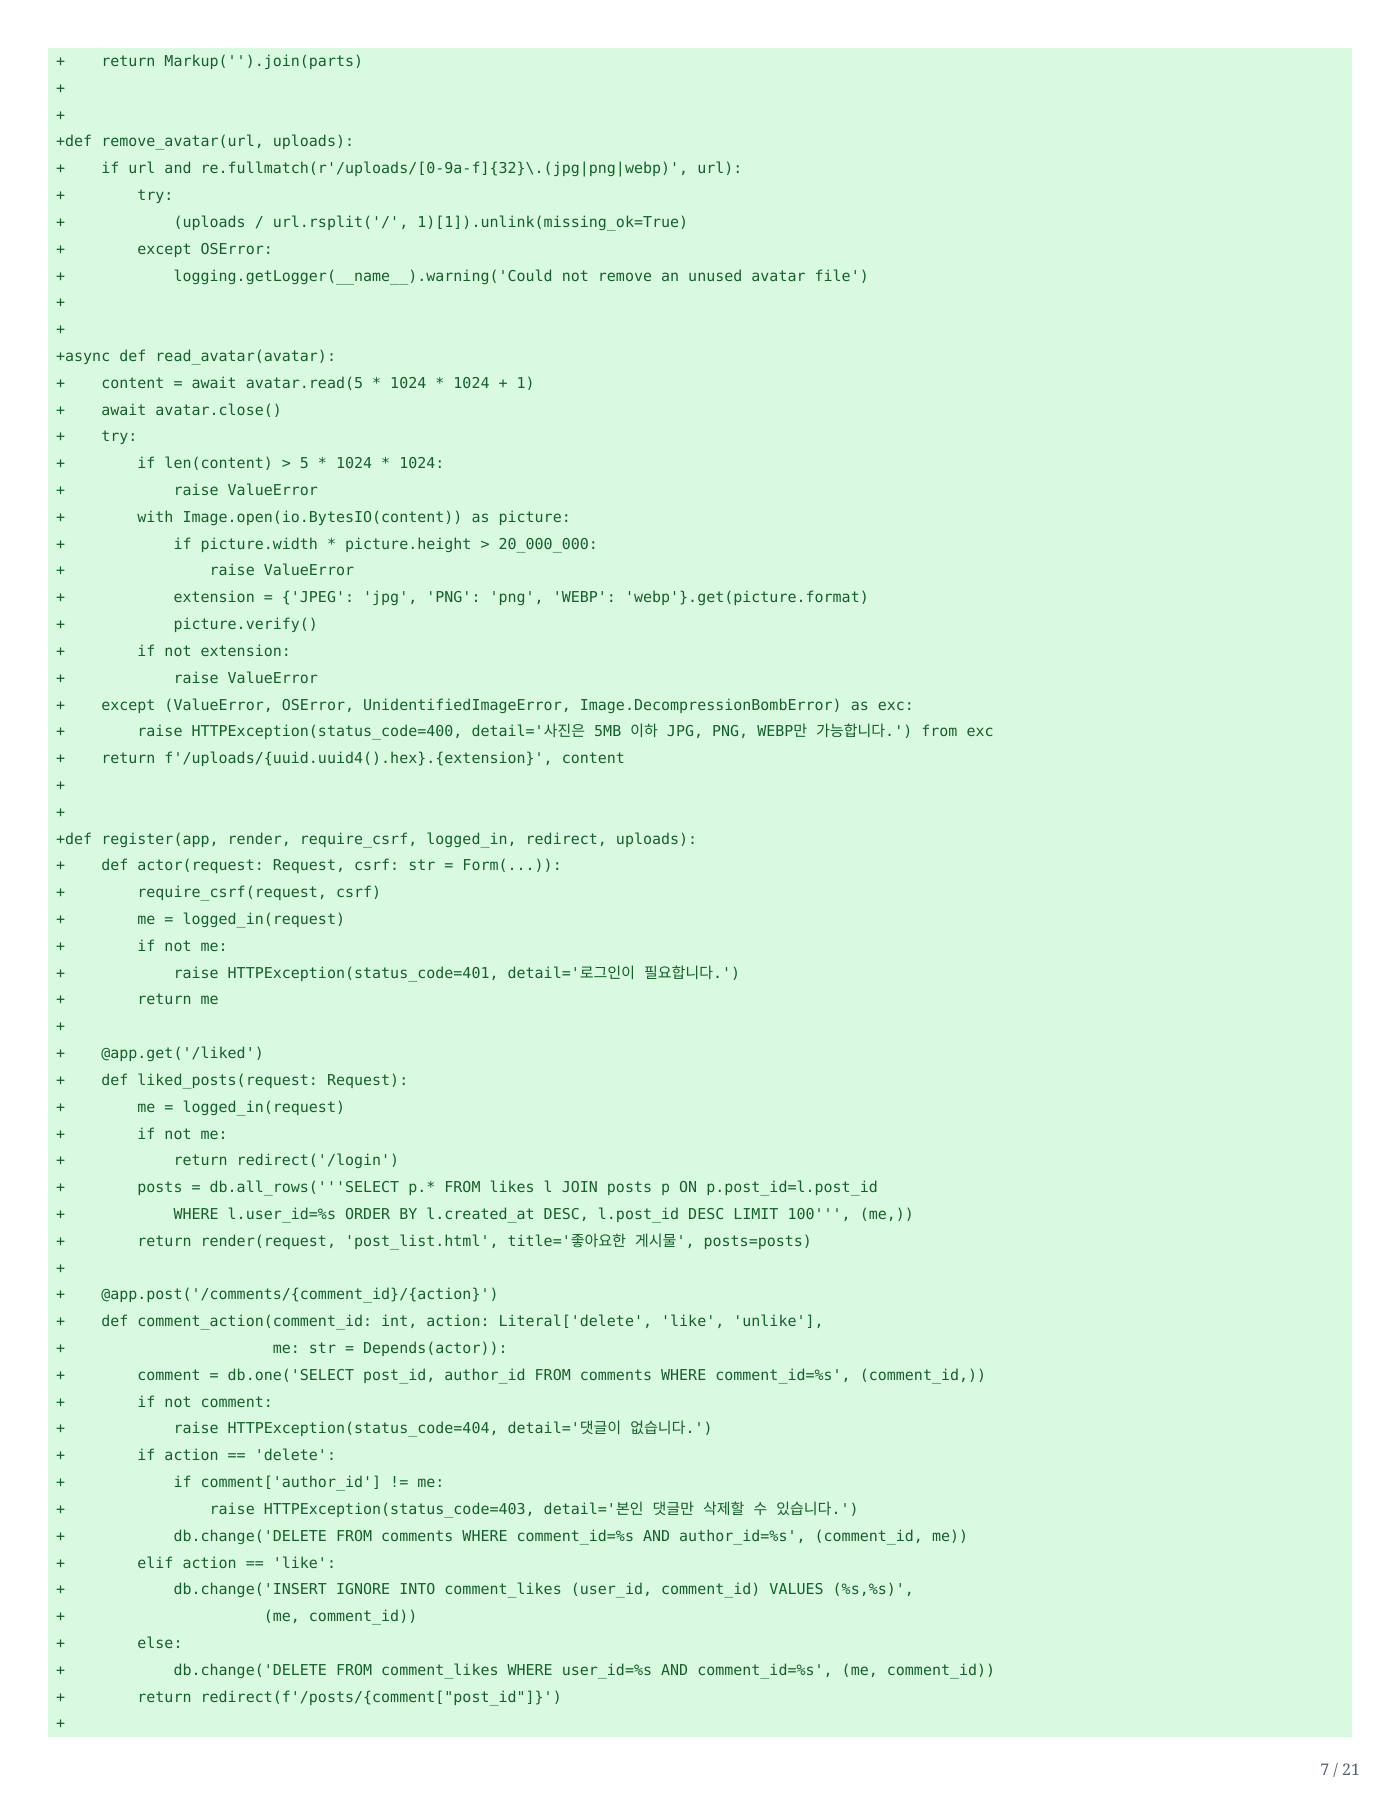 +    return Markup('').join(parts)
+
+
+def remove_avatar(url, uploads):
+    if url and re.fullmatch(r'/uploads/[0-9a-f]{32}\.(jpg|png|webp)', url):
+        try:
+            (uploads / url.rsplit('/', 1)[1]).unlink(missing_ok=True)
+        except OSError:
+            logging.getLogger(__name__).warning('Could not remove an unused avatar file')
+
+
+async def read_avatar(avatar):
+    content = await avatar.read(5 * 1024 * 1024 + 1)
+    await avatar.close()
+    try:
+        if len(content) > 5 * 1024 * 1024:
+            raise ValueError
+        with Image.open(io.BytesIO(content)) as picture:
+            if picture.width * picture.height > 20_000_000:
+                raise ValueError
+            extension = {'JPEG': 'jpg', 'PNG': 'png', 'WEBP': 'webp'}.get(picture.format)
+            picture.verify()
+        if not extension:
+            raise ValueError
+    except (ValueError, OSError, UnidentifiedImageError, Image.DecompressionBombError) as exc:
+        raise HTTPException(status_code=400, detail='사진은 5MB 이하 JPG, PNG, WEBP만 가능합니다.') from exc
+    return f'/uploads/{uuid.uuid4().hex}.{extension}', content
+
+
+def register(app, render, require_csrf, logged_in, redirect, uploads):
+    def actor(request: Request, csrf: str = Form(...)):
+        require_csrf(request, csrf)
+        me = logged_in(request)
+        if not me:
+            raise HTTPException(status_code=401, detail='로그인이 필요합니다.')
+        return me
+
+    @app.get('/liked')
+    def liked_posts(request: Request):
+        me = logged_in(request)
+        if not me:
+            return redirect('/login')
+        posts = db.all_rows('''SELECT p.* FROM likes l JOIN posts p ON p.post_id=l.post_id
+            WHERE l.user_id=%s ORDER BY l.created_at DESC, l.post_id DESC LIMIT 100''', (me,))
+        return render(request, 'post_list.html', title='좋아요한 게시물', posts=posts)
+
+    @app.post('/comments/{comment_id}/{action}')
+    def comment_action(comment_id: int, action: Literal['delete', 'like', 'unlike'],
+                       me: str = Depends(actor)):
+        comment = db.one('SELECT post_id, author_id FROM comments WHERE comment_id=%s', (comment_id,))
+        if not comment:
+            raise HTTPException(status_code=404, detail='댓글이 없습니다.')
+        if action == 'delete':
+            if comment['author_id'] != me:
+                raise HTTPException(status_code=403, detail='본인 댓글만 삭제할 수 있습니다.')
+            db.change('DELETE FROM comments WHERE comment_id=%s AND author_id=%s', (comment_id, me))
+        elif action == 'like':
+            db.change('INSERT IGNORE INTO comment_likes (user_id, comment_id) VALUES (%s,%s)',
+                      (me, comment_id))
+        else:
+            db.change('DELETE FROM comment_likes WHERE user_id=%s AND comment_id=%s', (me, comment_id))
+        return redirect(f'/posts/{comment["post_id"]}')
+
7 / 21